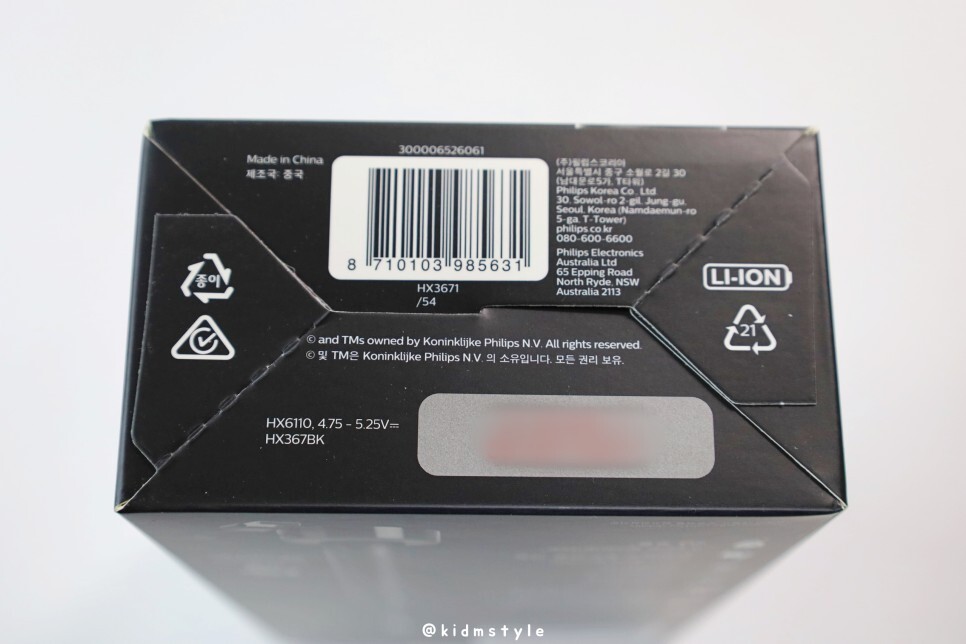 Made in China
제조국: 중국
300006526061
8 710103 985631
HX3671
/54
(주)필립스코리아
서울특별시 중구 소월로 2길 30
(남대문로5가, T타워)
Philips Korea Co., Ltd
30, Sowol-ro 2-gil, Jung-gu,
Seoul, Korea (Namdaemun-ro
5-ga, T-Tower)
philips.co.kr
080-600-6600
Philips Electronics
Australia Ltd
65 Epping Road
North Ryde, NSW
Australia 2113
종이
LI-ION
21
© and TMs owned by Koninklijke Philips N.V. All rights reserved.
© 및 TM은 Koninklijke Philips N.V. 의 소유입니다. 모든 권리 보유.
HX6110, 4.75 - 5.25V⎓
HX367BK
@kidmstyle